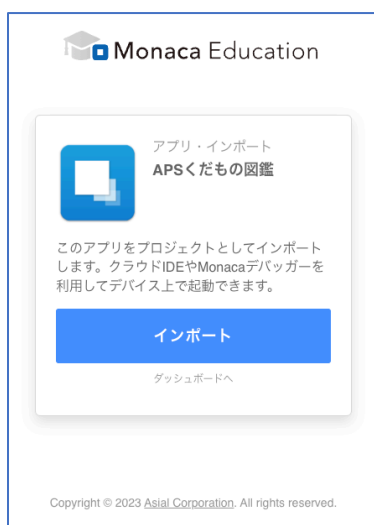 Monaca Education
アプリ・インポート
APSくだもの図鑑
このアプリをプロジェクトとしてインポート
します。クラウドIDEやMonacaデバッガーを
利用してデバイス上で起動できます。
インポート
ダッシュボードへ
Copyright © 2023 Asial Corporation. All rights reserved.